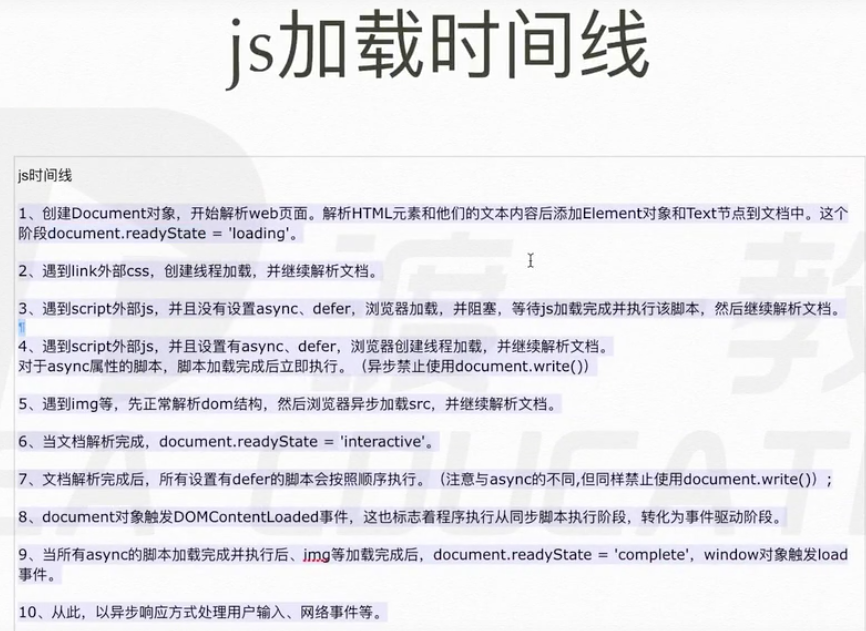 js加载时间线
js时间线
1、创建Document对象，开始解析web页面。解析HTML元素和他们的文本内容后添加Element对象和Text节点到文档中。这个
阶段document.readyState = 'loading'。
2、遇到link外部css，创建线程加载，并继续解析文档。
3、遇到script外部js，并且没有设置async、defer，浏览器加载，并阻塞，等待js加载完成并执行该脚本，然后继续解析文档。
4、遇到script外部js，并且设置有async、defer，浏览器创建线程加载，并继续解析文档。
对于async属性的脚本，脚本加载完成后立即执行。（异步禁止使用document.write()）
5、遇到img等，先正常解析dom结构，然后浏览器异步加载src，并继续解析文档。
6、当文档解析完成，document.readyState = 'interactive'。
7、文档解析完成后，所有设置有defer的脚本会按照顺序执行。（注意与async的不同,但同样禁止使用document.write()）;
8、document对象触发DOMContentLoaded事件，这也标志着程序执行从同步脚本执行阶段，转化为事件驱动阶段。
9、当所有async的脚本加载完成并执行后、img等加载完成后，document.readyState = 'complete'，window对象触发load
事件。
10、从此，以异步响应方式处理用户输入、网络事件等。